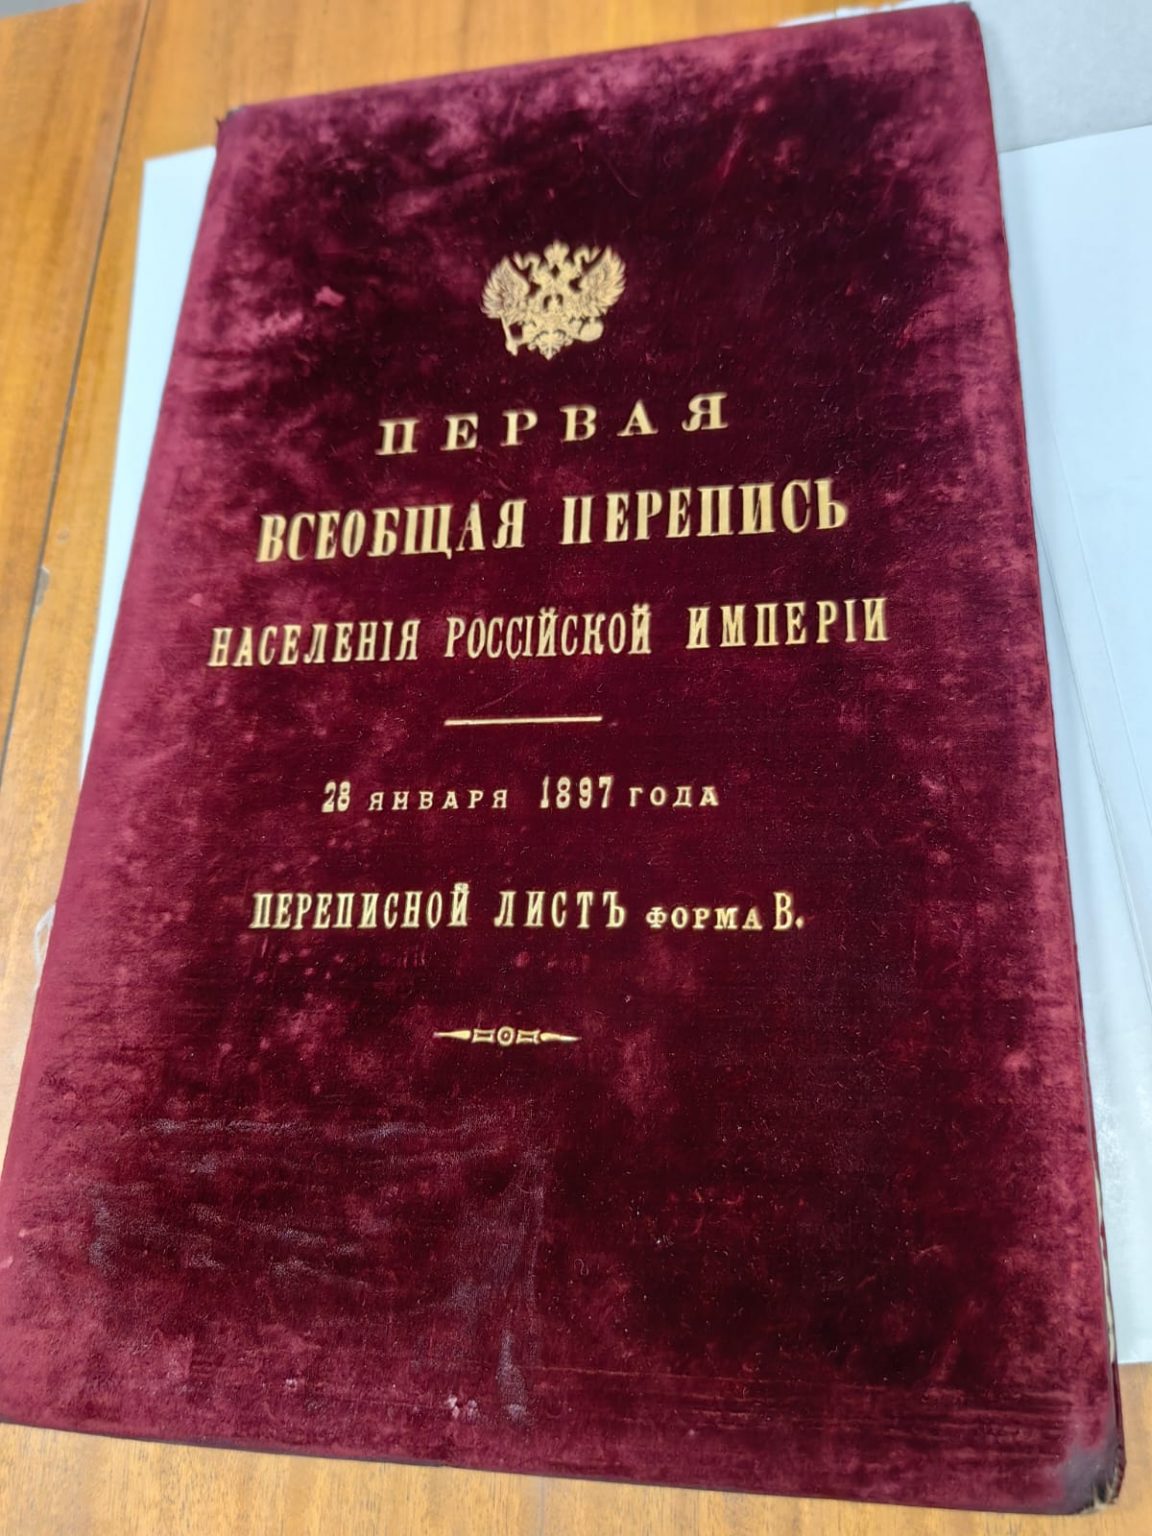 ПЕРВАЯ
ВСЕОБЩАЯ ПЕРЕПИСЬ
НАСЕЛЕНІЯ РОССІЙСКОЙ ИМПЕРІИ
28 ЯНВАРЯ 1897 ГОДА
ПЕРЕПИСНОЙ ЛИСТЪ ФОРМА В.